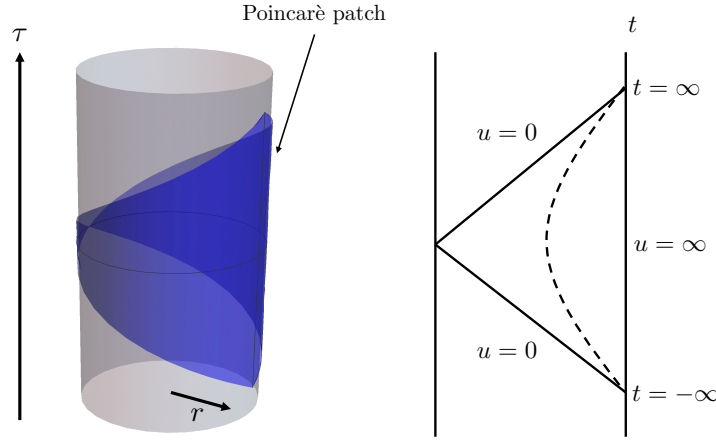 Poincarè patch
τ
r
t
t = ∞
u = 0
u = ∞
u = 0
t = −∞